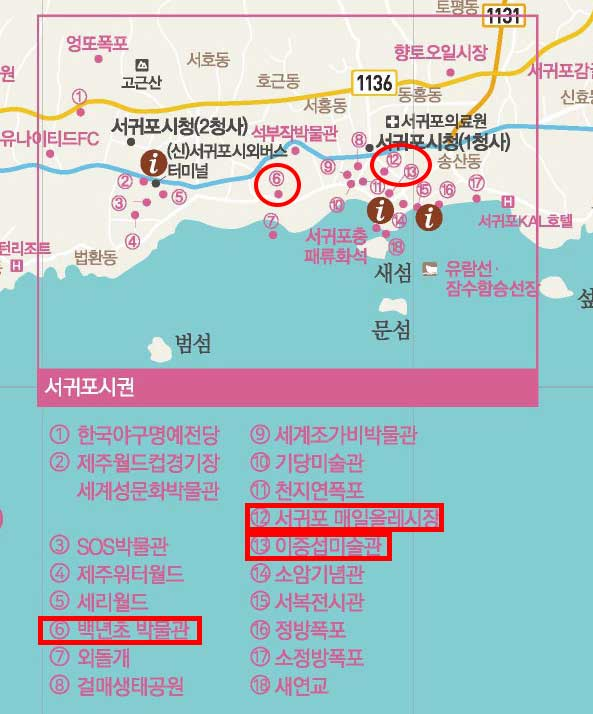 토평동
1131
엉또폭포
향토오일시장
서호동
고근산
호근동
1136
서귀포감귤
원
①
서홍동
동홍동
신효동
서귀포시청(2청사)
서귀포의료원
유나이티드FC
석부작박물관
⑧
서귀포시청(1청사)
(신)서귀포시외버스
터미널
⑨
⑫
송산동
②
⑥
⑬
⑤
⑪
⑮
⑯
⑰
③
⑩
⑭
서귀포KAL호텔
④
⑦
서귀포층
패류화석
⑱
턴리조트
법환동
새섬
유람선·
잠수함승선장
섶
문섬
범섬
서귀포시권
① 한국야구명예전당
② 제주월드컵경기장
세계성문화박물관
③ SOS박물관
④ 제주워터월드
⑤ 세리월드
⑥ 백년초 박물관
⑦ 외돌개
⑧ 걸매생태공원
⑨ 세계조가비박물관
⑩ 기당미술관
⑪ 천지연폭포
⑫ 서귀포 매일올레시장
⑬ 이중섭미술관
⑭ 소암기념관
⑮ 서복전시관
⑯ 정방폭포
⑰ 소정방폭포
⑱ 새연교